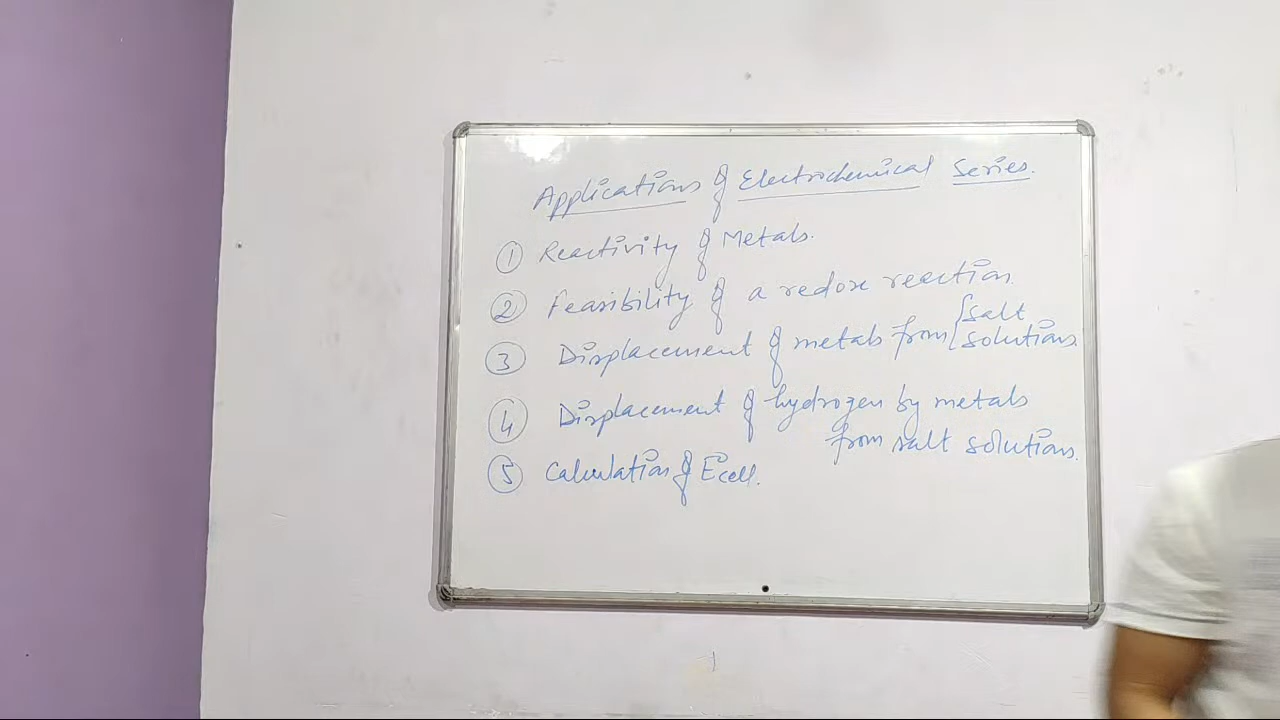 Applications of Electrochemical Series.
① Reactivity of Metals.
② Feasibility of a redox reaction.
③ Displacement of metals from { salt solutions.
④ Displacement of hydrogen by metals
from salt solutions.
⑤ Calculation of Ecell.